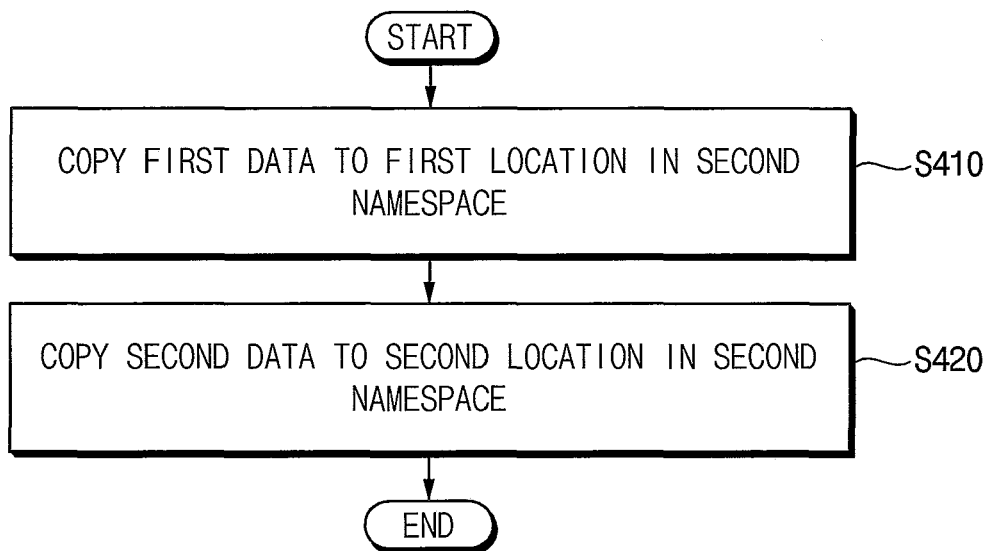 START
COPY FIRST DATA TO FIRST LOCATION IN SECOND
NAMESPACE
S410
COPY SECOND DATA TO SECOND LOCATION IN SECOND
NAMESPACE
S420
END